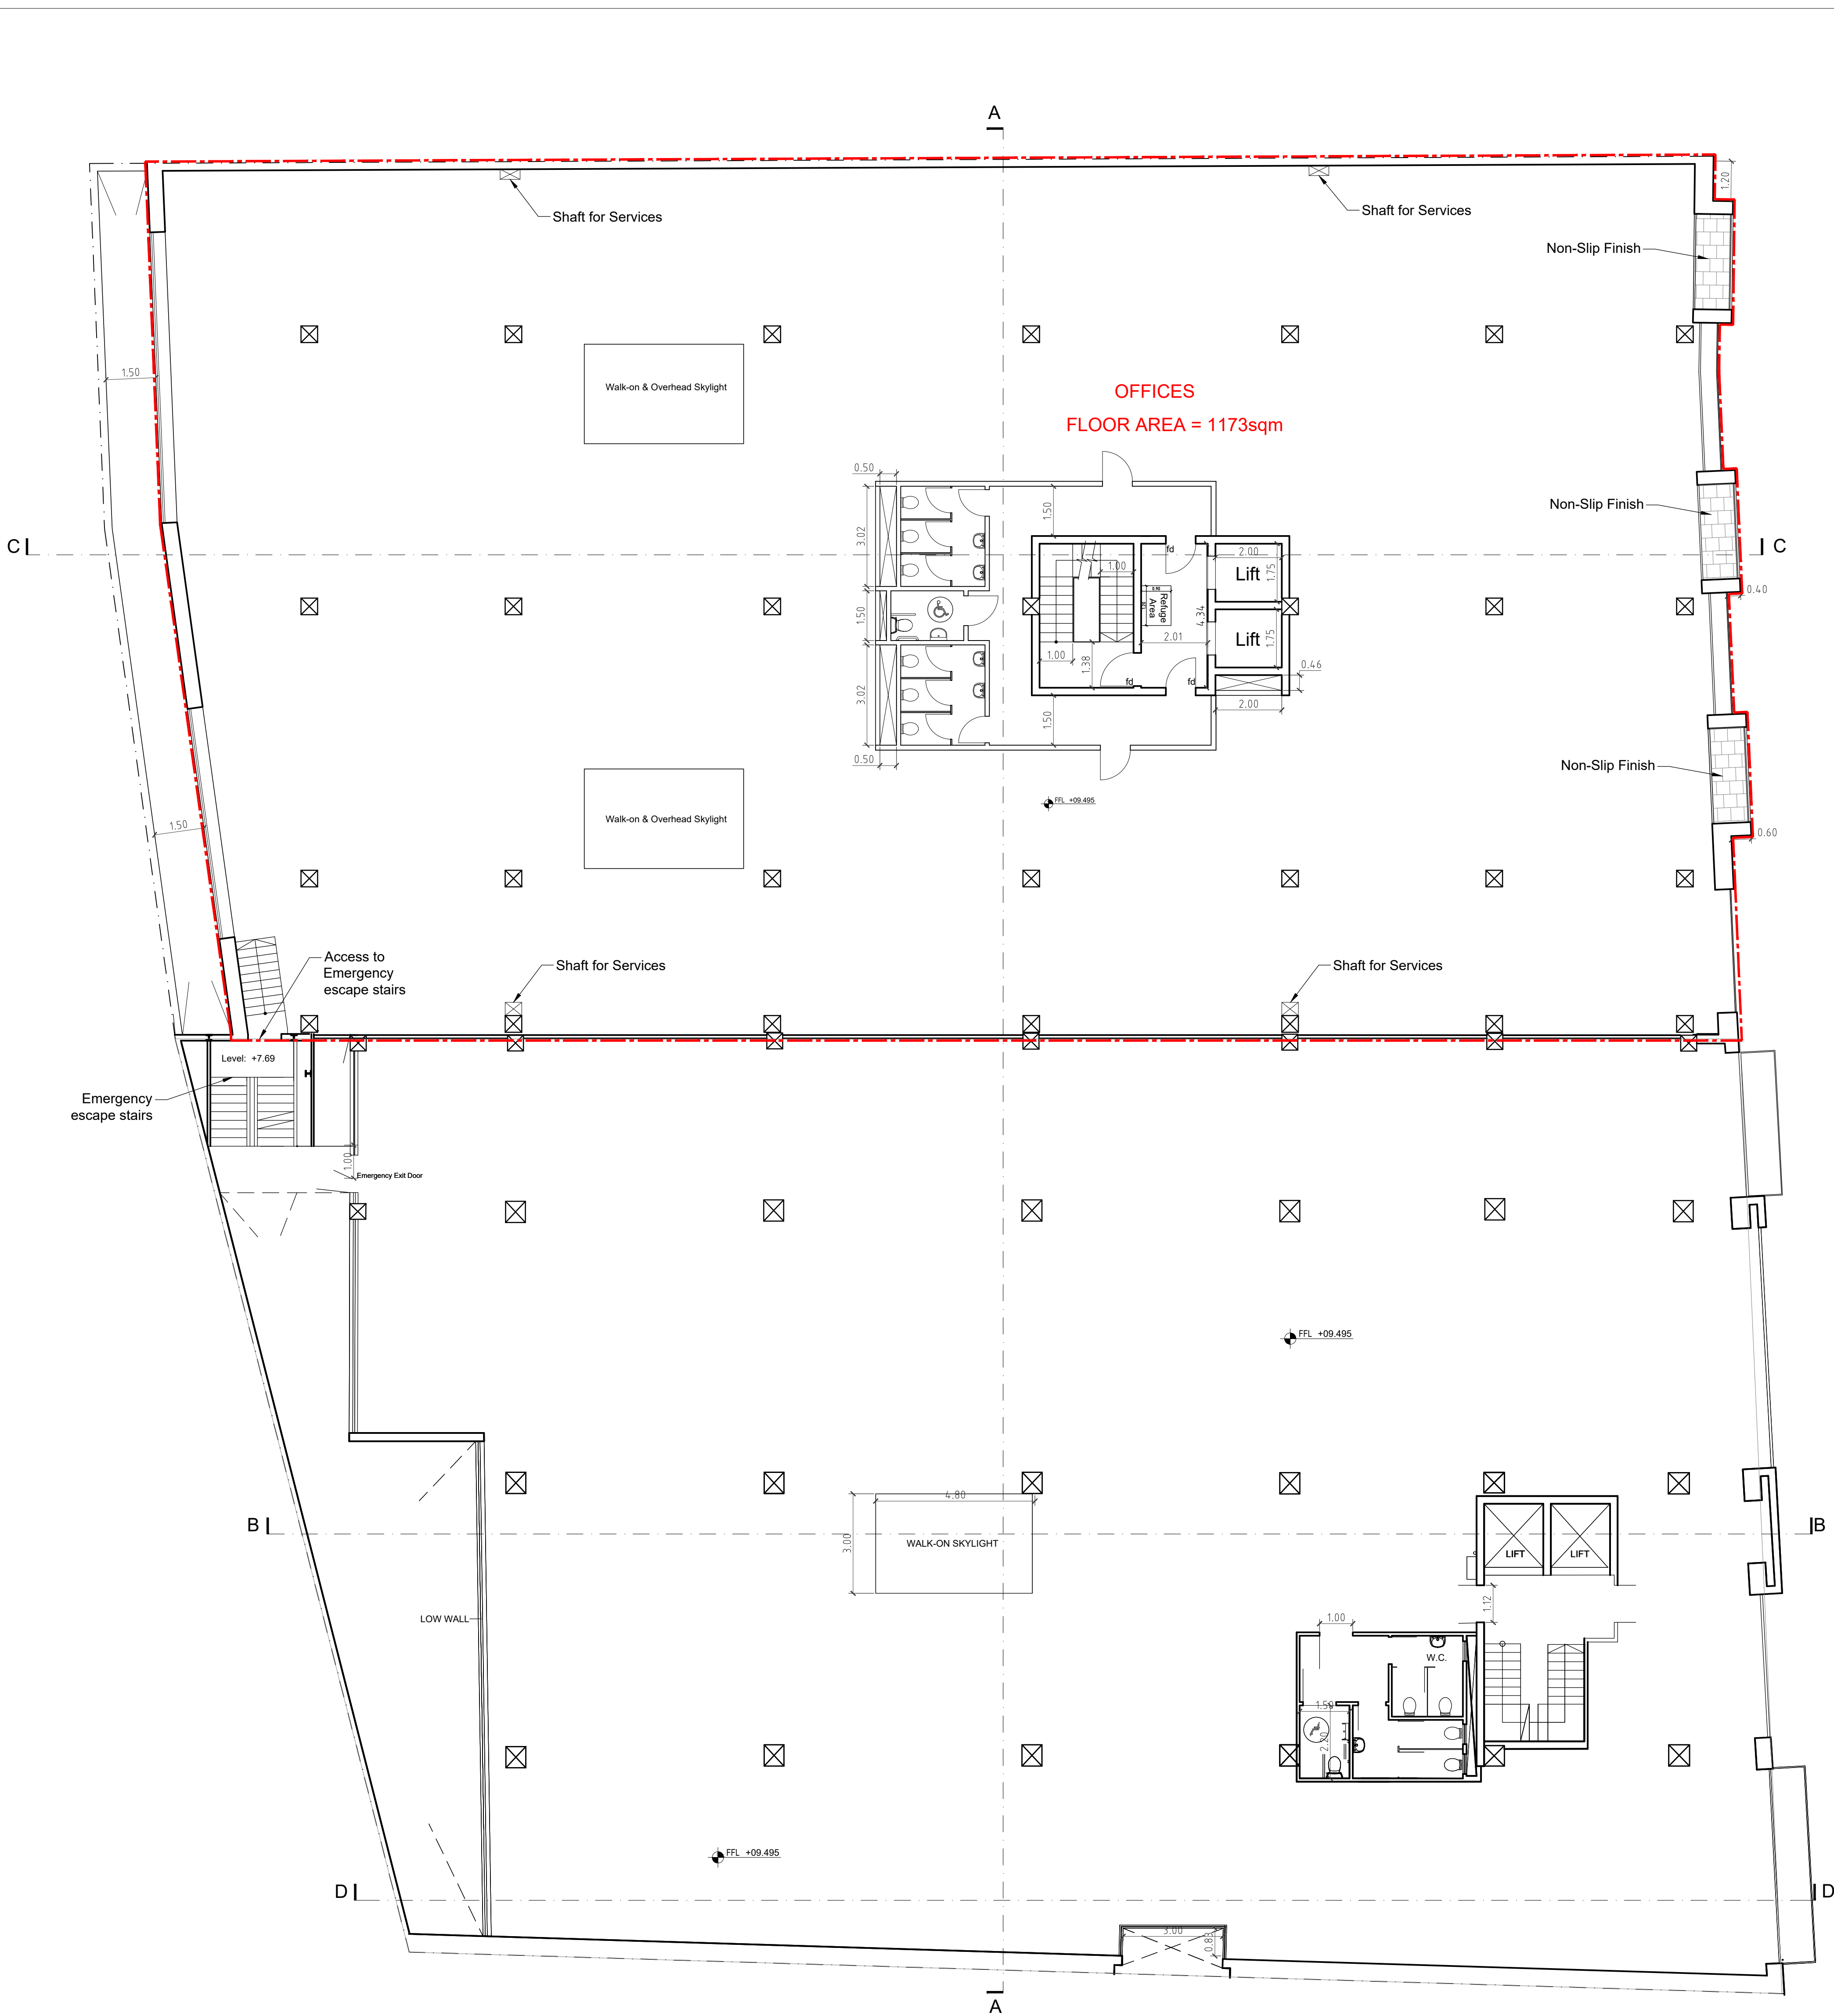 A
1.20
Shaft for Services
Shaft for Services
Non-Slip Finish
1.50
Walk-on & Overhead Skylight
OFFICES
FLOOR AREA = 1173sqm
0.50
1.50
3.02
Non-Slip Finish
C
C
fd
2.00
1.00
Lift
1.75
0.90
Refuge
Area
4.34
0.40
1.50
2.01
Lift
1.75
1.00
1.38
0.46
fd
fd
3.02
2.00
1.50
0.50
Non-Slip Finish
FFL +09.495
Walk-on & Overhead Skylight
1.50
0.60
Access to
Emergency
escape stairs
Shaft for Services
Shaft for Services
Level: +7.69
Emergency
escape stairs
1.00
Emergency Exit Door
FFL +09.495
4.80
B
B
3.00
WALK-ON SKYLIGHT
LIFT
LIFT
1.12
LOW WALL
1.00
W.C.
1.50
2.20
FFL +09.495
D
D
3.00
0.83
A